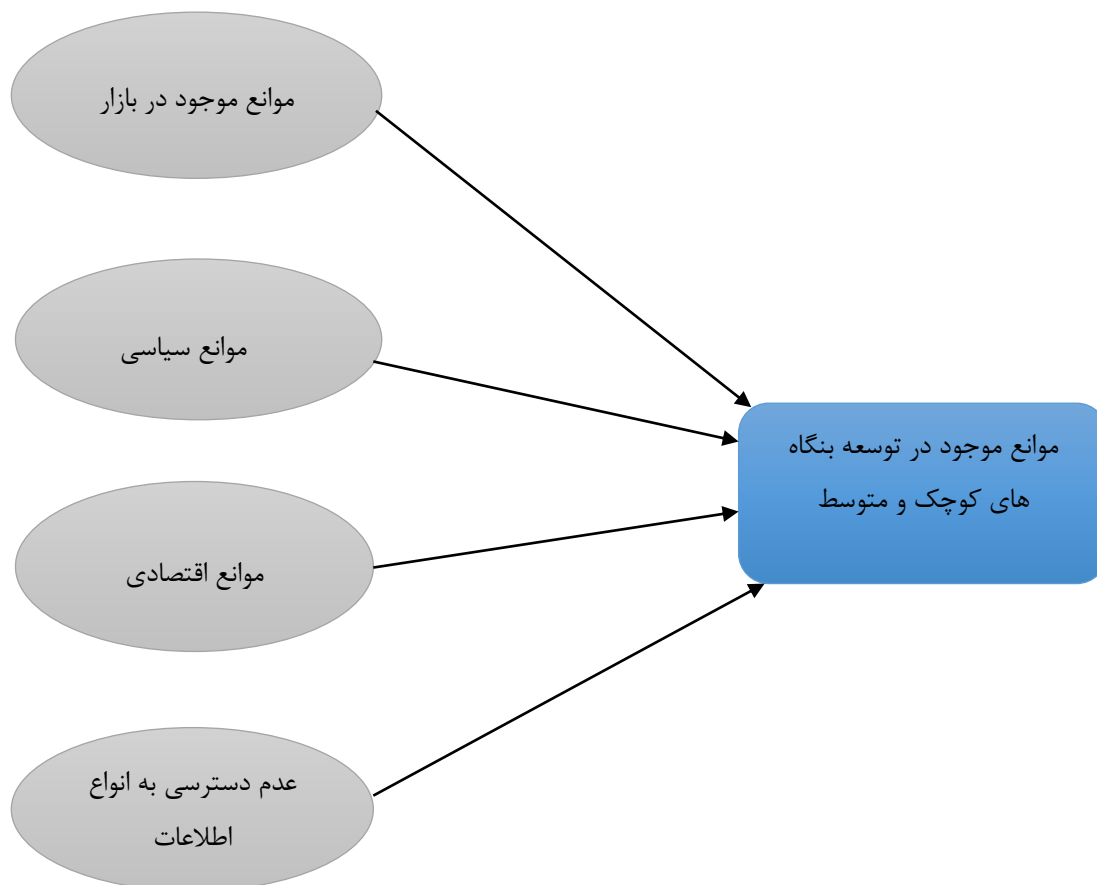 موانع موجود در بازار
موانع سیاسی
موانع اقتصادی
عدم دسترسی به انواع
اطلاعات
موانع موجود در توسعه بنگاه
های کوچک و متوسط